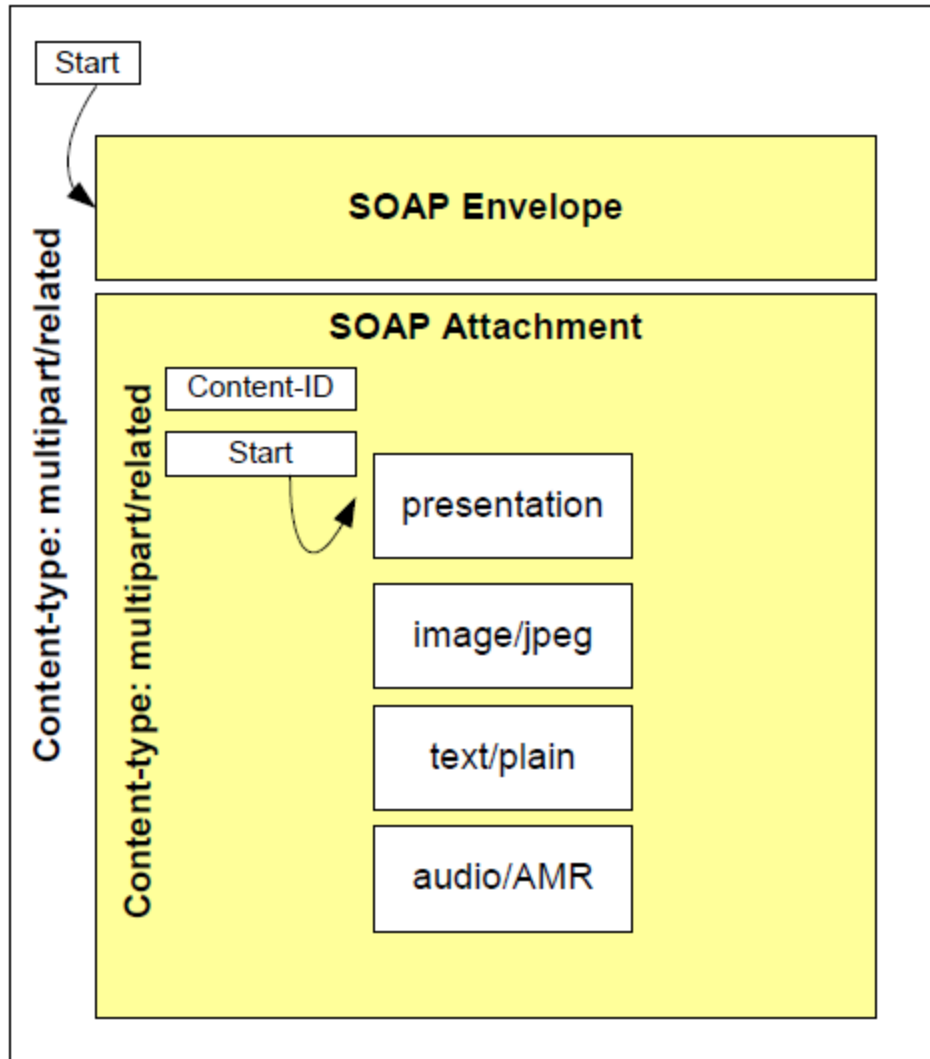 Start
SOAP Envelope
Content-type: multipart/related
SOAP Attachment
Content-type: multipart/related
Content-ID
Start
presentation
image/jpeg
text/plain
audio/AMR